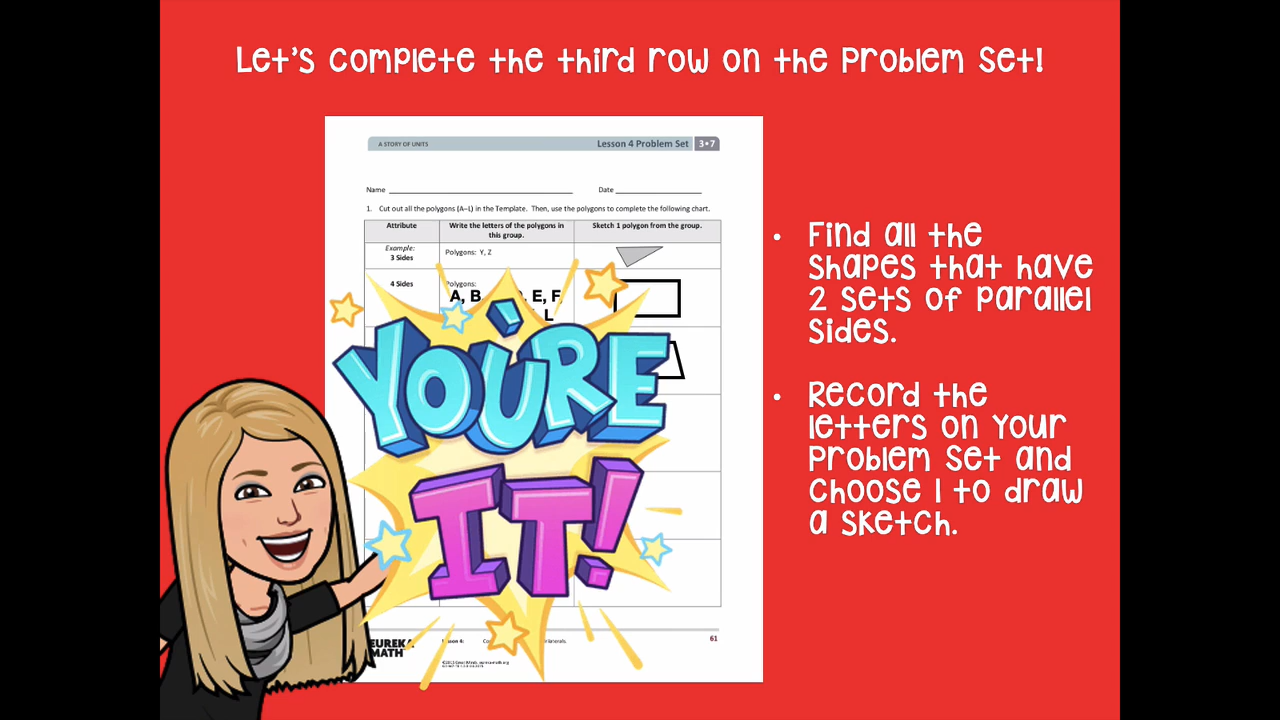 Let's complete the third row on the Problem Set!
A STORY OF UNITS
Lesson 4 Problem Set 3•7
Name Date
1. Cut out all the polygons (A–L) in the Template. Then, use the polygons to complete the following chart.
Attribute
Write the letters of the polygons in
this group.
Sketch 1 polygon from the group.
Example:
3 Sides
Polygons: Y, Z
4 Sides
Polygons:
A, B E, F,
L
YOU'RE
IT!
EUREKA
MATH
61
• Find all the
shapes that have
2 sets of parallel
sides.
• Record the
letters on your
Problem Set and
choose 1 to draw
a sketch.